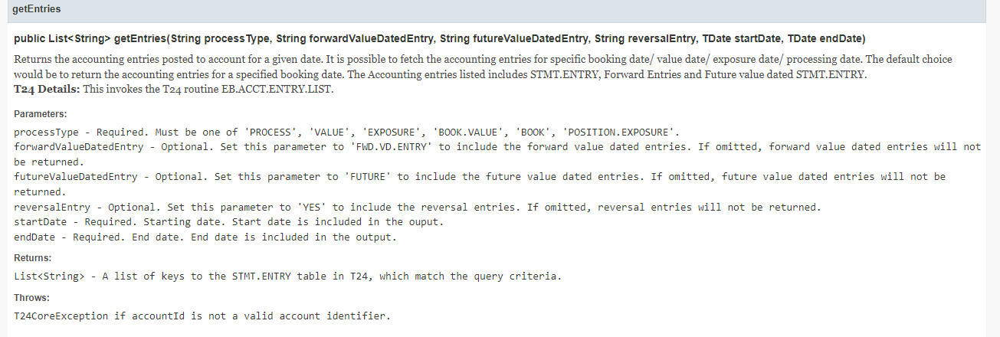 getEntries
public List<String> getEntries(String processType, String forwardValueDatedEntry, String futureValueDatedEntry, String reversalEntry, TDate startDate, TDate endDate)
Returns the accounting entries posted to account for a given date. It is possible to fetch the accounting entries for specific booking date/ value date/ exposure date/ processing date. The default choice
would be to return the accounting entries for a specified booking date. The Accounting entries listed includes STMT.ENTRY, Forward Entries and Future value dated STMT.ENTRY.
T24 Details: This invokes the T24 routine EB.ACCT.ENTRY.LIST.
Parameters:
processType - Required. Must be one of 'PROCESS', 'VALUE', 'EXPOSURE', 'BOOK.VALUE', 'BOOK', 'POSITION.EXPOSURE'.
forwardValueDatedEntry - Optional. Set this parameter to 'FWD.VD.ENTRY' to include the forward value dated entries. If omitted, forward value dated entries will not
be returned.
futureValueDatedEntry - Optional. Set this parameter to 'FUTURE' to include the future value dated entries. If omitted, future value dated entries will not be
returned.
reversalEntry - Optional. Set this parameter to 'YES' to include the reversal entries. If omitted, reversal entries will not be returned.
startDate - Required. Starting date. Start date is included in the ouput.
endDate - Required. End date. End date is included in the output.
Returns:
List<String> - A list of keys to the STMT.ENTRY table in T24, which match the query criteria.
Throws:
T24CoreException if accountId is not a valid account identifier.